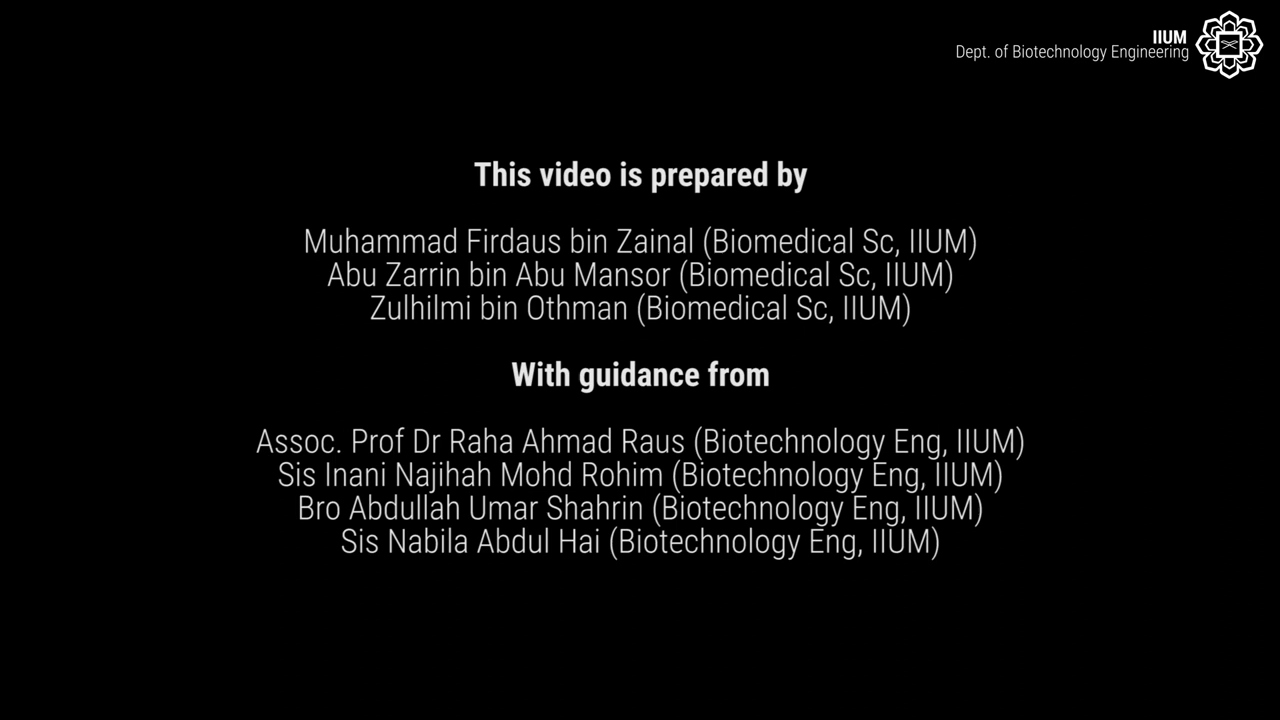 IIUM
Dept. of Biotechnology Engineering
This video is prepared by
Muhammad Firdaus bin Zainal (Biomedical Sc, IIUM)
Abu Zarrin bin Abu Mansor (Biomedical Sc, IIUM)
Zulhilmi bin Othman (Biomedical Sc, IIUM)
With guidance from
Assoc. Prof Dr Raha Ahmad Raus (Biotechnology Eng, IIUM)
Sis Inani Najihah Mohd Rohim (Biotechnology Eng, IIUM)
Bro Abdullah Umar Shahrin (Biotechnology Eng, IIUM)
Sis Nabila Abdul Hai (Biotechnology Eng, IIUM)